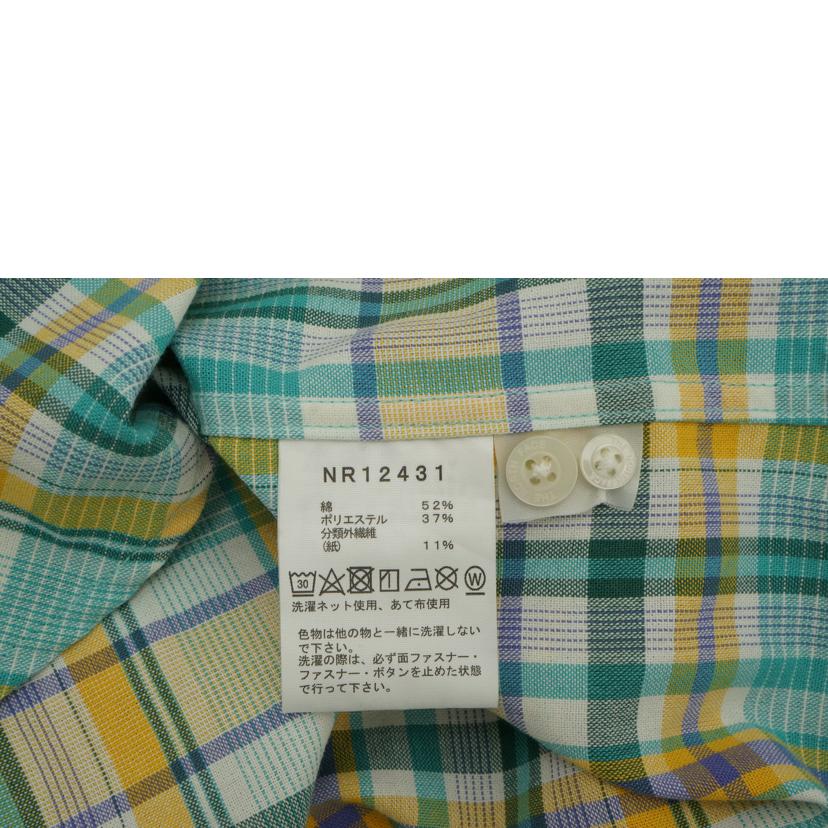 NR12431
綿 52%
ポリエステル 37%
分類外繊維
(紙) 11%
30 W
洗濯ネット使用、あて布使用
色物は他の物と一緒に洗濯しない
で下さい。
洗濯の際は、必ず面ファスナー・
ファスナー・ボタンを止めた状態
で行って下さい。